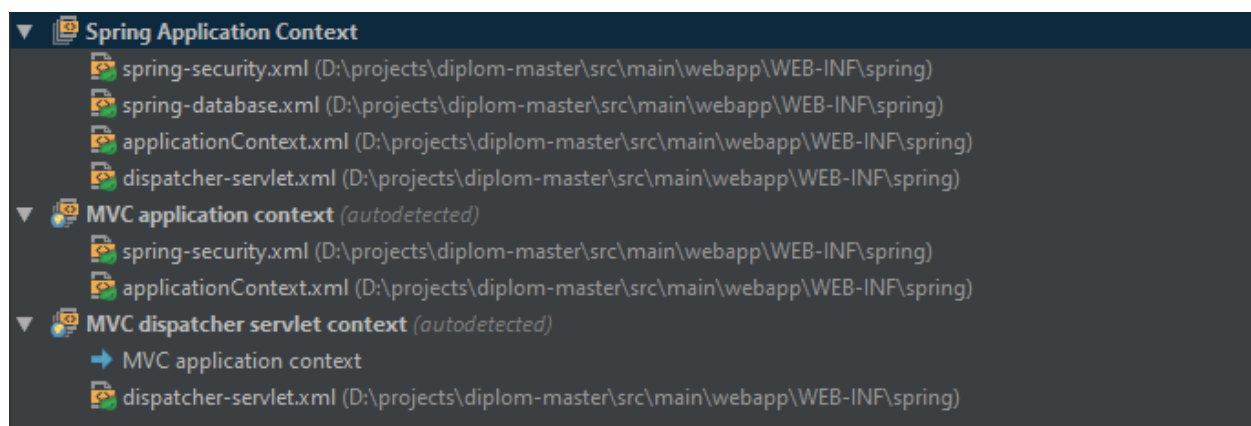 Spring Application Context
spring-security.xml (D:\projects\diplom-master\src\main\webapp\WEB-INF\spring)
spring-database.xml (D:\projects\diplom-master\src\main\webapp\WEB-INF\spring)
applicationContext.xml (D:\projects\diplom-master\src\main\webapp\WEB-INF\spring)
dispatcher-servlet.xml (D:\projects\diplom-master\src\main\webapp\WEB-INF\spring)
MVC application context (autodetected)
spring-security.xml (D:\projects\diplom-master\src\main\webapp\WEB-INF\spring)
applicationContext.xml (D:\projects\diplom-master\src\main\webapp\WEB-INF\spring)
MVC dispatcher servlet context (autodetected)
MVC application context
dispatcher-servlet.xml (D:\projects\diplom-master\src\main\webapp\WEB-INF\spring)